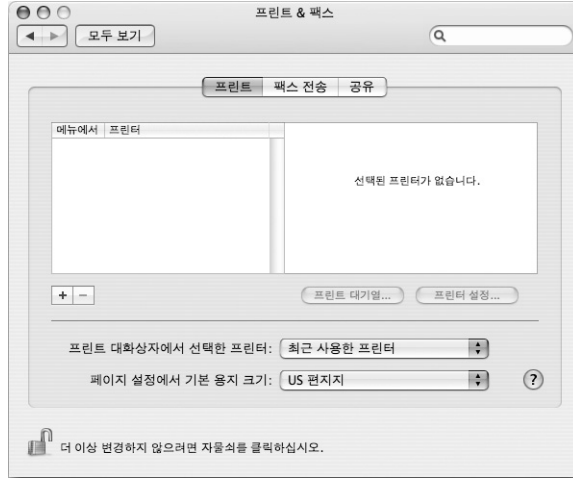 프린트 & 팩스
모두 보기
프린트 팩스 전송 공유
메뉴에서 프린터
선택된 프린터가 없습니다.
프린트 대기열... 프린터 설정...
프린트 대화상자에서 선택한 프린터: 최근 사용한 프린터
페이지 설정에서 기본 용지 크기: US 편지지
?
더 이상 변경하지 않으려면 자물쇠를 클릭하십시오.